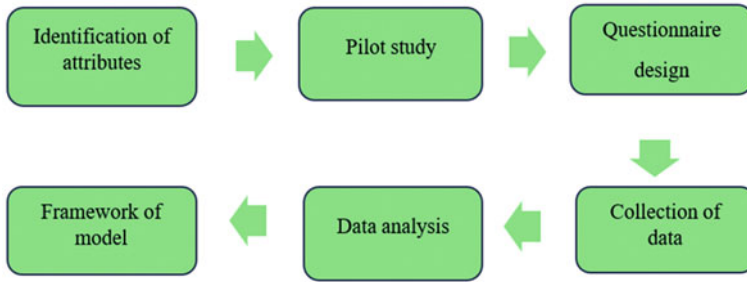 Identification of
attributes
Pilot study
Questionnaire
design
Collection of
data
Data analysis
Framework of
model